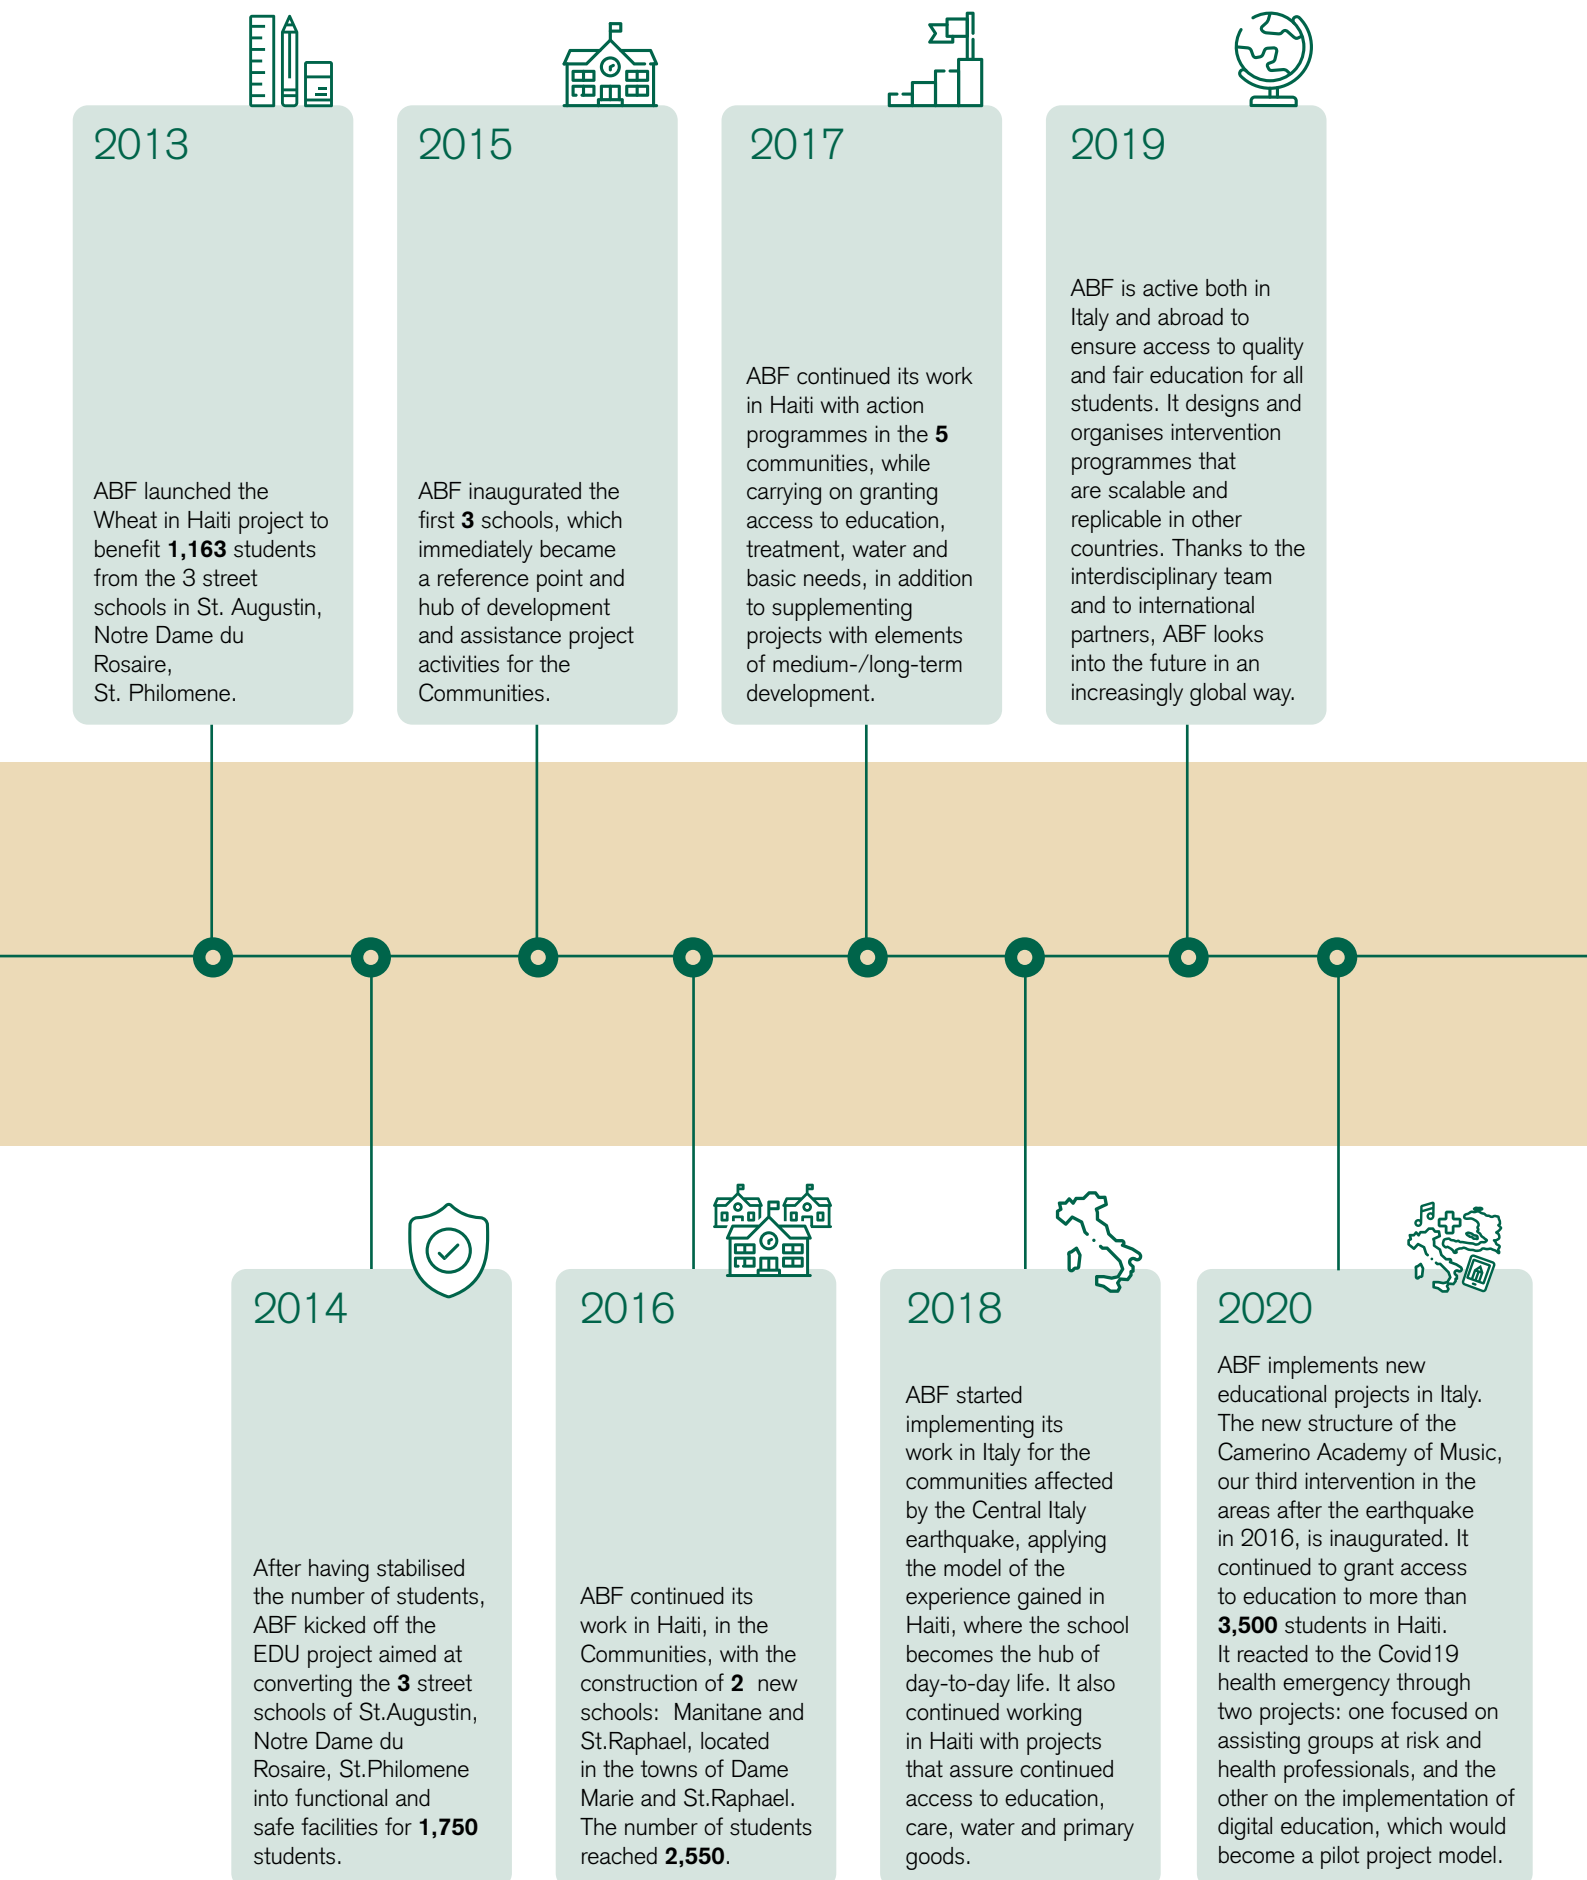 2013
ABF launched the
Wheat in Haiti project to
benefit 1,163 students
from the 3 street
schools in St. Augustin,
Notre Dame du
Rosaire,
St. Philomene.
2015
ABF inaugurated the
first 3 schools, which
immediately became
a reference point and
hub of development
and assistance project
activities for the
Communities.
2017
ABF continued its work
in Haiti with action
programmes in the 5
communities, while
carrying on granting
access to education,
treatment, water and
basic needs, in addition
to supplementing
projects with elements
of medium-/long-term
development.
2019
ABF is active both in
Italy and abroad to
ensure access to quality
and fair education for all
students. It designs and
organises intervention
programmes that
are scalable and
replicable in other
countries. Thanks to the
interdisciplinary team
and to international
partners, ABF looks
into the future in an
increasingly global way.
2014
After having stabilised
the number of students,
ABF kicked off the
EDU project aimed at
converting the 3 street
schools of St.Augustin,
Notre Dame du
Rosaire, St.Philomene
into functional and
safe facilities for 1,750
students.
2016
ABF continued its
work in Haiti, in the
Communities, with the
construction of 2 new
schools: Manitane and
St.Raphael, located
in the towns of Dame
Marie and St.Raphael.
The number of students
reached 2,550.
2018
ABF started
implementing its
work in Italy for the
communities affected
by the Central Italy
earthquake, applying
the model of the
experience gained in
Haiti, where the school
becomes the hub of
day-to-day life. It also
continued working
in Haiti with projects
that assure continued
access to education,
care, water and primary
goods.
2020
ABF implements new
educational projects in Italy.
The new structure of the
Camerino Academy of Music,
our third intervention in the
areas after the earthquake
in 2016, is inaugurated. It
continued to grant access
to education to more than
3,500 students in Haiti.
It reacted to the Covid19
health emergency through
two projects: one focused on
assisting groups at risk and
health professionals, and the
other on the implementation of
digital education, which would
become a pilot project model.